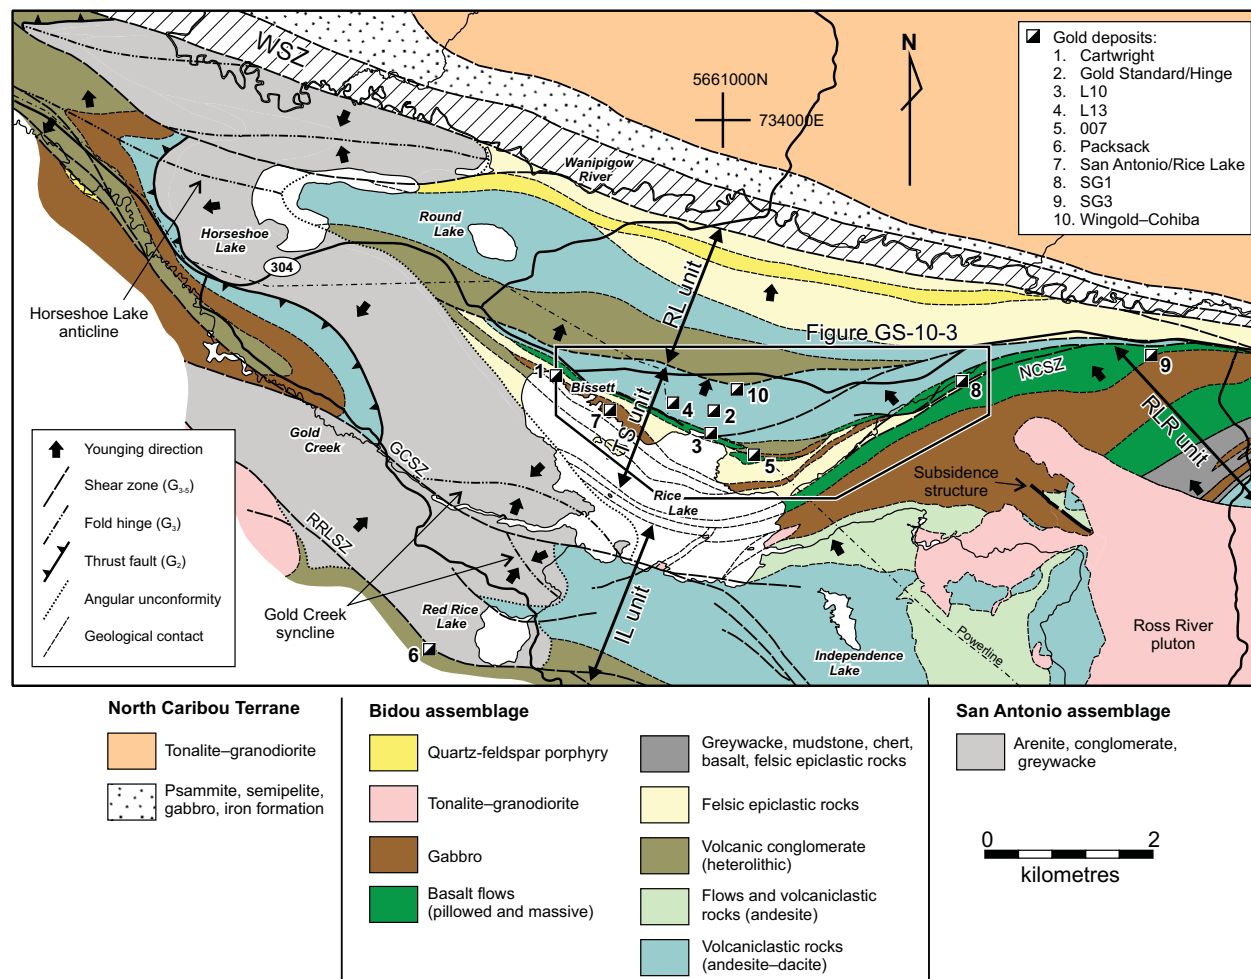 WSZ
5661000N
734000E
N
Gold deposits:
1. Cartwright
2. Gold Standard/Hinge
3. L10
4. L13
5. 007
6. Packsack
7. San Antonio/Rice Lake
8. SG1
9. SG3
10. Wingold–Cohiba
Wanipigow
River
Round
Lake
Horseshoe
Lake
304
Horseshoe Lake
anticline
RL unit
Figure GS-10-3
1
Bissett
7
TS unit
4
10
2
3
5
8
NCSZ
9
RLR unit
Subsidence
structure
Rice
Lake
Gold
Creek
GCSZ
RRLSZ
Gold Creek
syncline
Red Rice
Lake
6
IL unit
Independence
Lake
Powerline
Ross River
pluton
Younging direction
Shear zone (G3-5)
Fold hinge (G3)
Thrust fault (G2)
Angular unconformity
Geological contact
North Caribou Terrane
Tonalite–granodiorite
Psammite, semipelite,
gabbro, iron formation
Bidou assemblage
Quartz-feldspar porphyry
Tonalite–granodiorite
Gabbro
Basalt flows
(pillowed and massive)
Greywacke, mudstone, chert,
basalt, felsic epiclastic rocks
Felsic epiclastic rocks
Volcanic conglomerate
(heterolithic)
Flows and volcaniclastic
rocks (andesite)
Volcaniclastic rocks
(andesite–dacite)
San Antonio assemblage
Arenite, conglomerate,
greywacke
0 2
kilometres